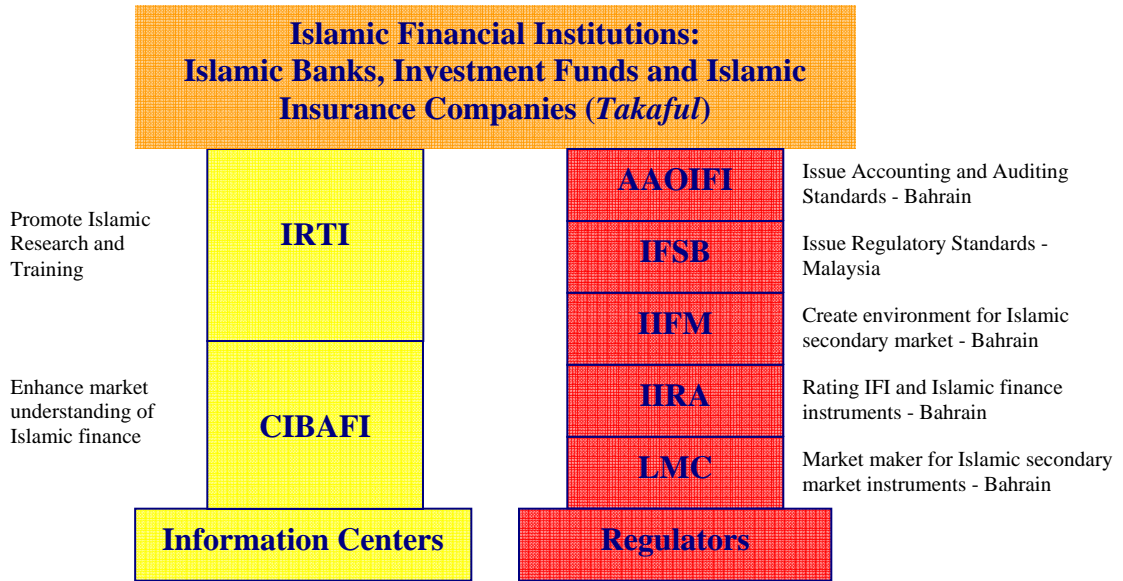 Islamic Financial Institutions:
Islamic Banks, Investment Funds and Islamic
Insurance Companies (Takaful)
Promote Islamic
Research and
Training
IRTI
Enhance market
understanding of
Islamic finance
CIBAFI
Information Centers
AAOIFI
Issue Accounting and Auditing
Standards - Bahrain
IFSB
Issue Regulatory Standards -
Malaysia
IIFM
Create environment for Islamic
secondary market - Bahrain
IIRA
Rating IFI and Islamic finance
instruments - Bahrain
LMC
Market maker for Islamic secondary
market instruments - Bahrain
Regulators